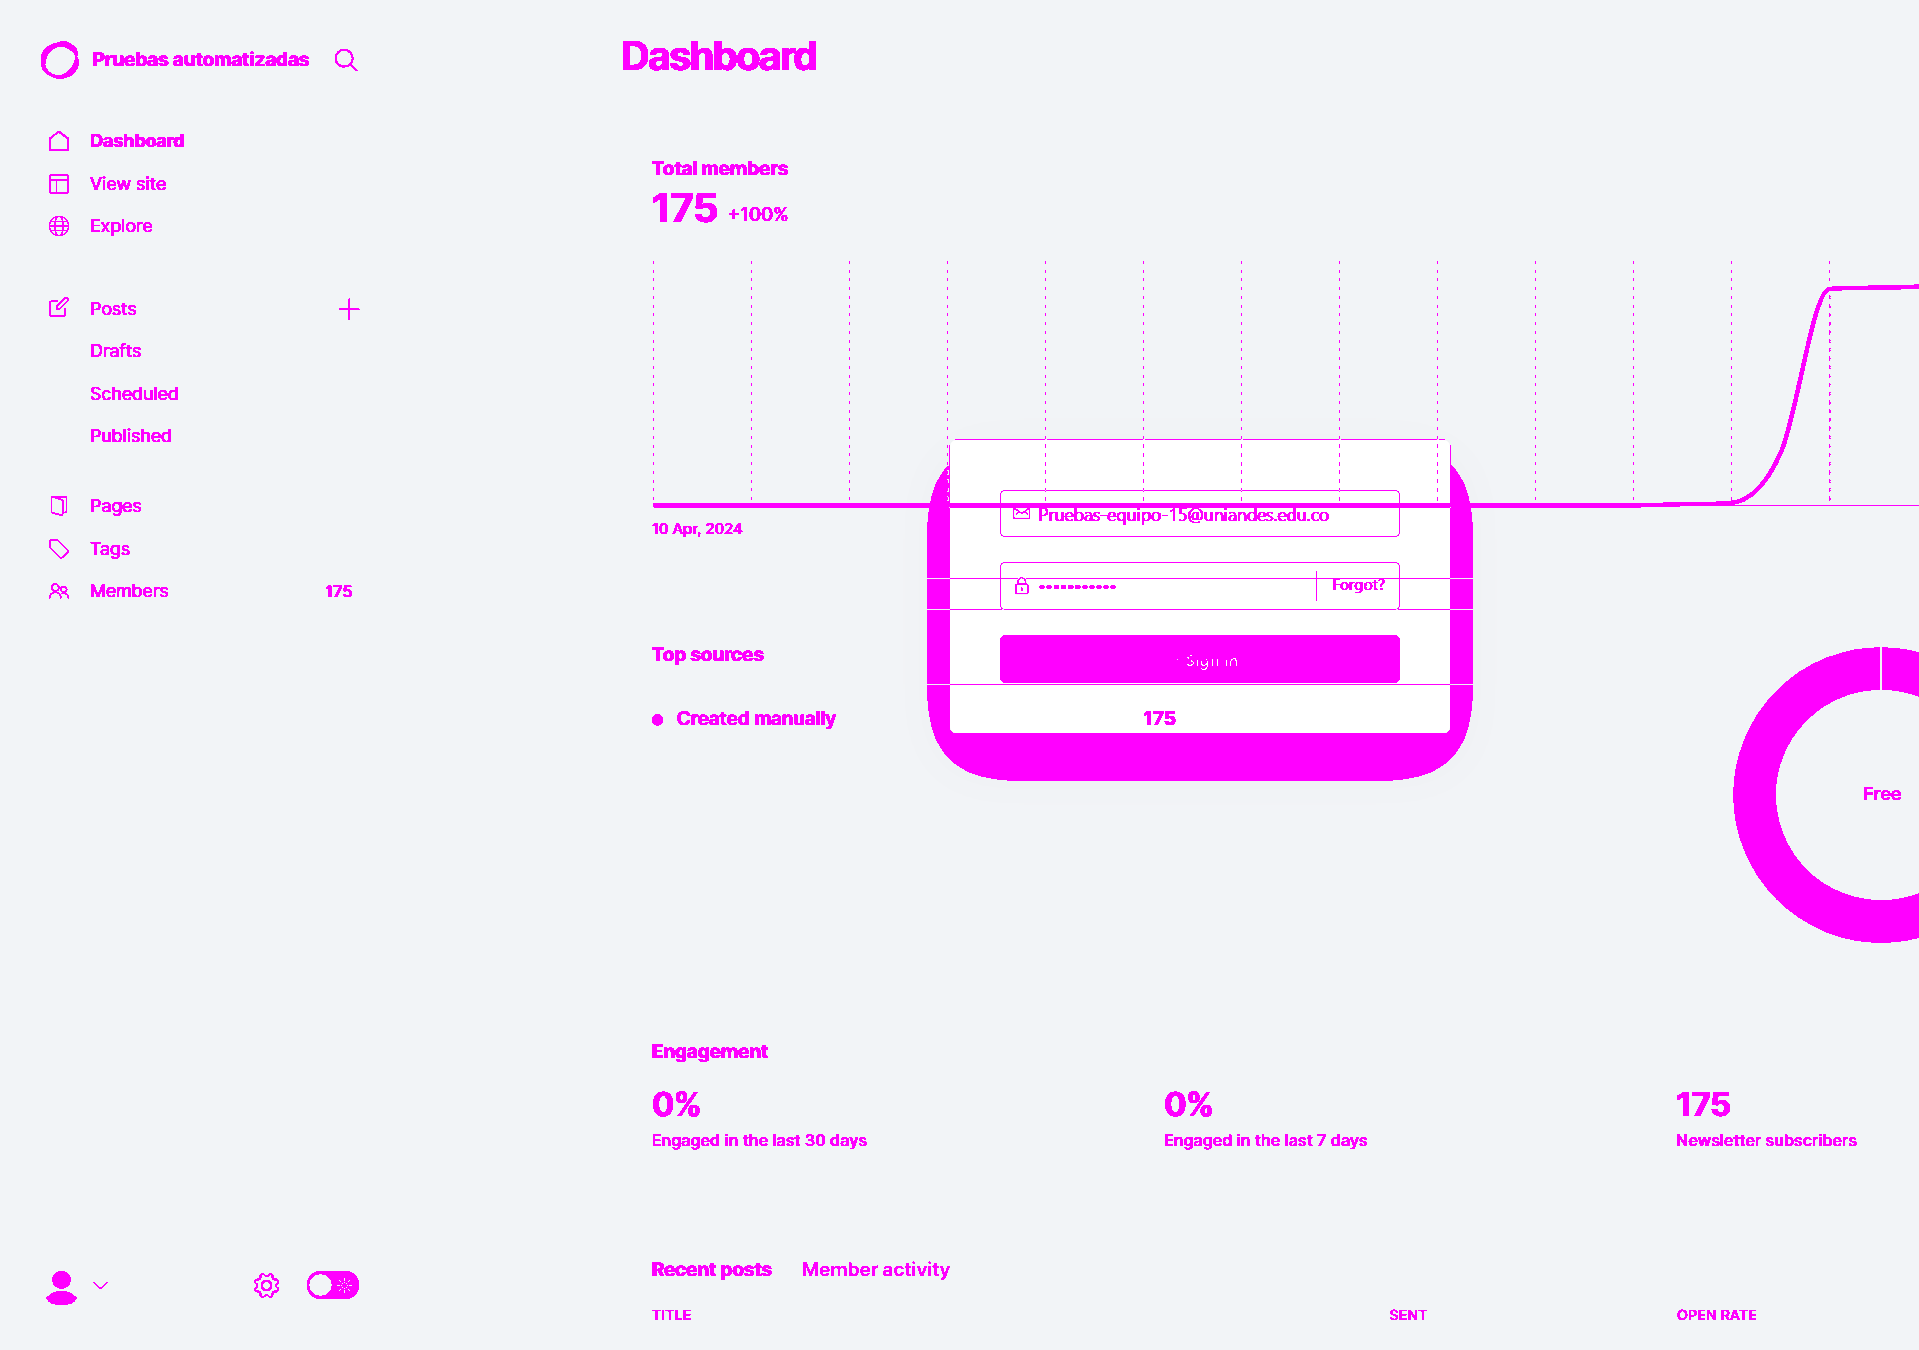 Pruebas automatizadas
Dashboard
View site
Explore
Posts
Drafts
Scheduled
Published
Pages
Tags
Members 175
Dashboard
Total members
175 +100%
10 Apr, 2024
Pruebas-equipo-15@uniandes.edu.co
Forgot?
Sign in
Top sources
Created manually 175
Free
Engagement
0%
Engaged in the last 30 days
0%
Engaged in the last 7 days
175
Newsletter subscribers
Recent posts Member activity
TITLE SENT OPEN RATE